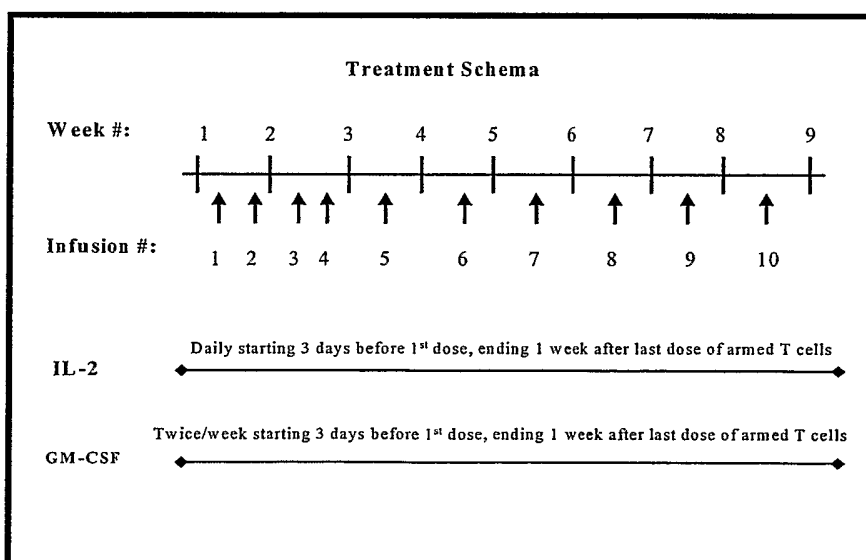 Treatment Schema
Week #: 1 2 3 4 5 6 7 8 9
Infusion #: 1 2 3 4 5 6 7 8 9 10
Daily starting 3 days before 1st dose, ending 1 week after last dose of armed T cells
IL-2
Twice/week starting 3 days before 1st dose, ending 1 week after last dose of armed T cells
GM-CSF